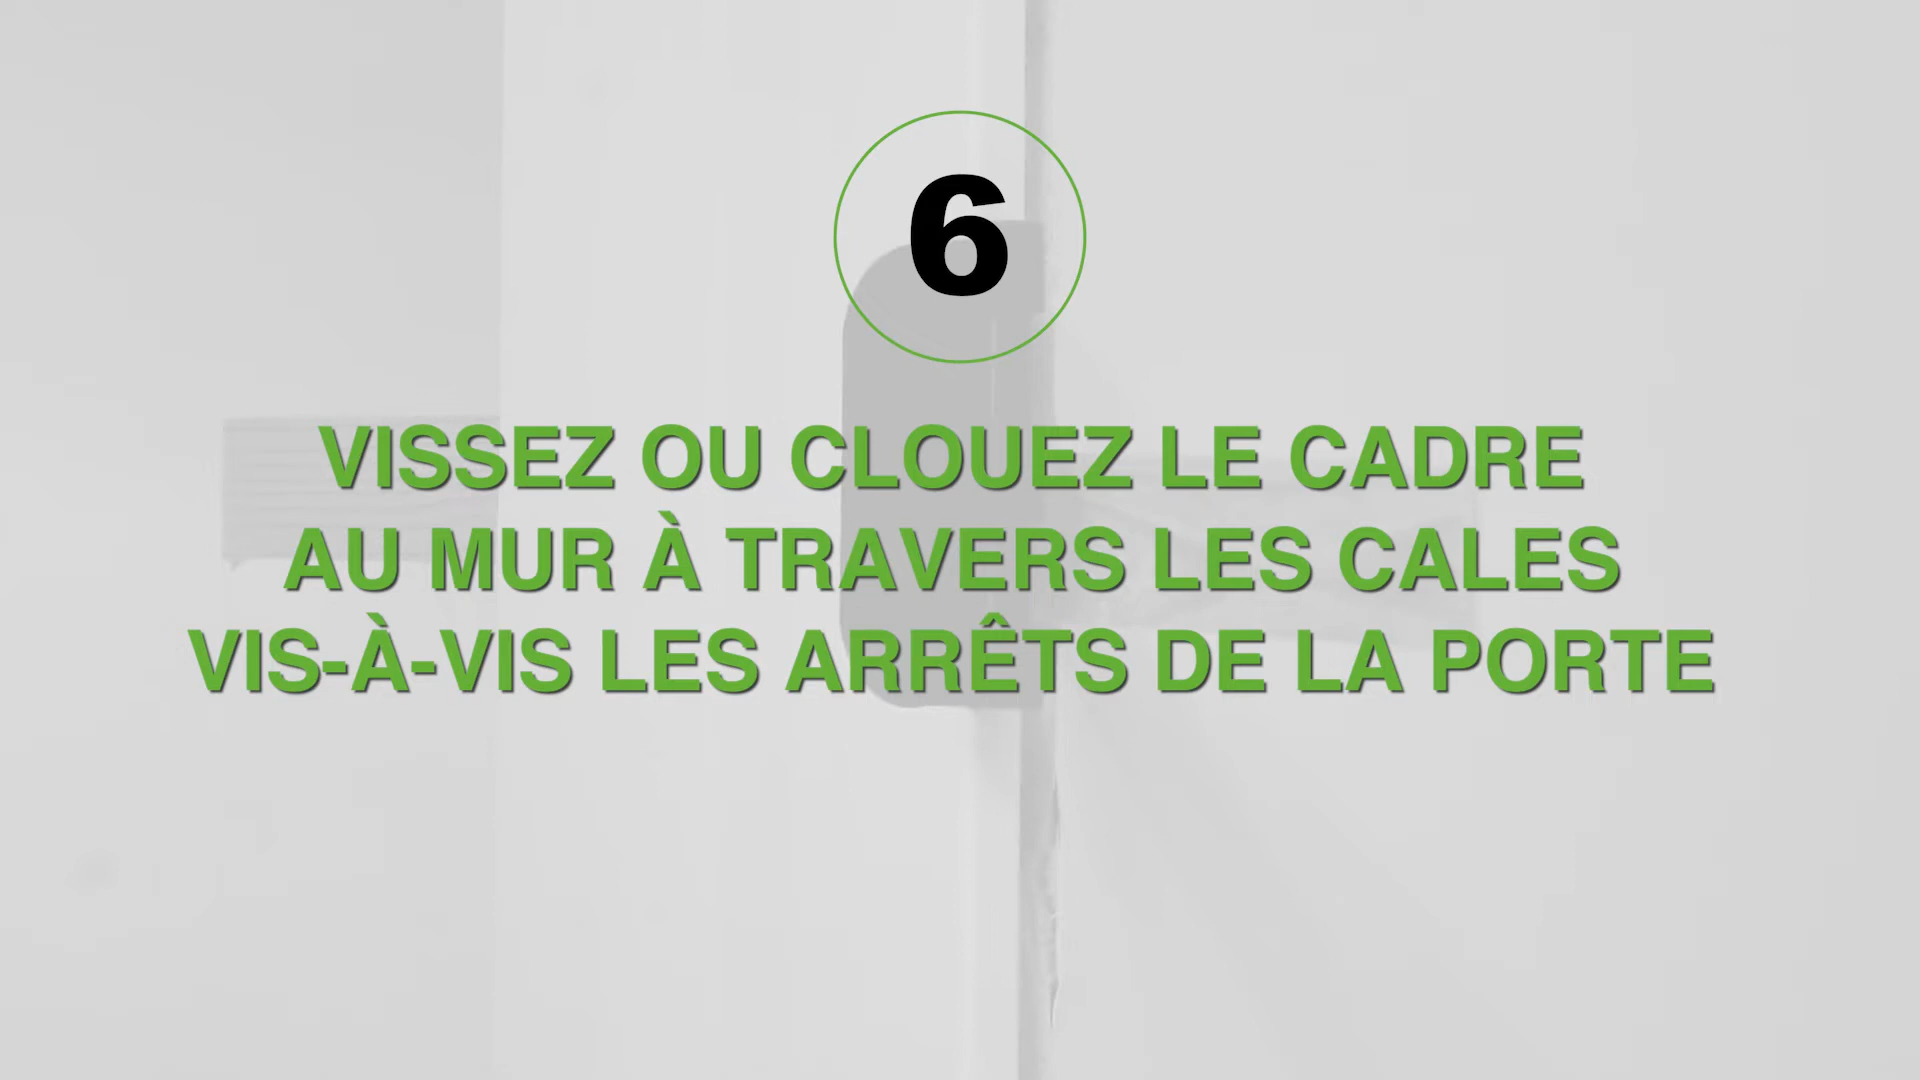 6
VISSEZ OU CLOUEZ LE CADRE
AU MUR À TRAVERS LES CALES
VIS-À-VIS LES ARRÊTS DE LA PORTE